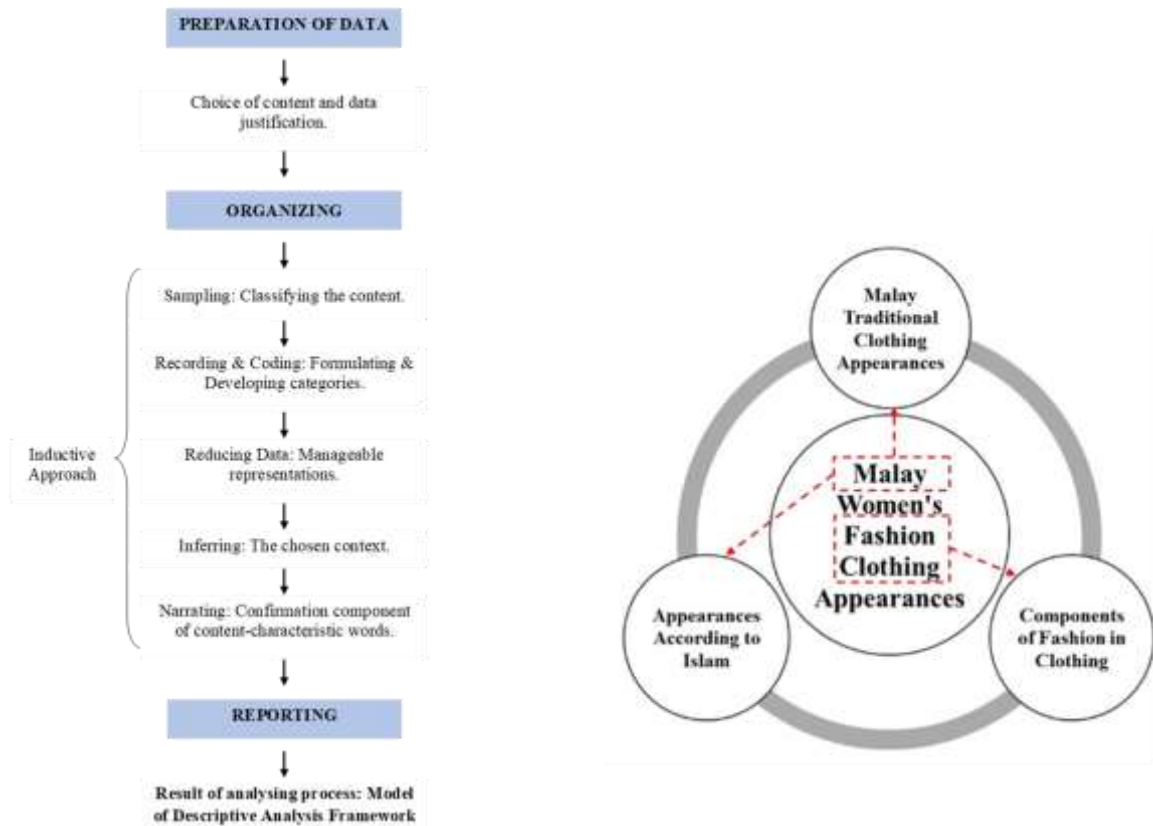 PREPARATION OF DATA
Choice of content and data
justification.
ORGANIZING
Inductive
Approach
Sampling: Classifying the content.
Recording & Coding: Formulating &
Developing categories.
Reducing Data: Manageable
representations.
Inferring: The chosen context.
Narrating: Confirmation component
of content-characteristic words.
REPORTING
Result of analysing process: Model
of Descriptive Analysis Framework
Malay
Traditional
Clothing
Appearances
Malay
Women's
Fashion
Clothing
Appearances
Appearances
According to
Islam
Components
of Fashion in
Clothing